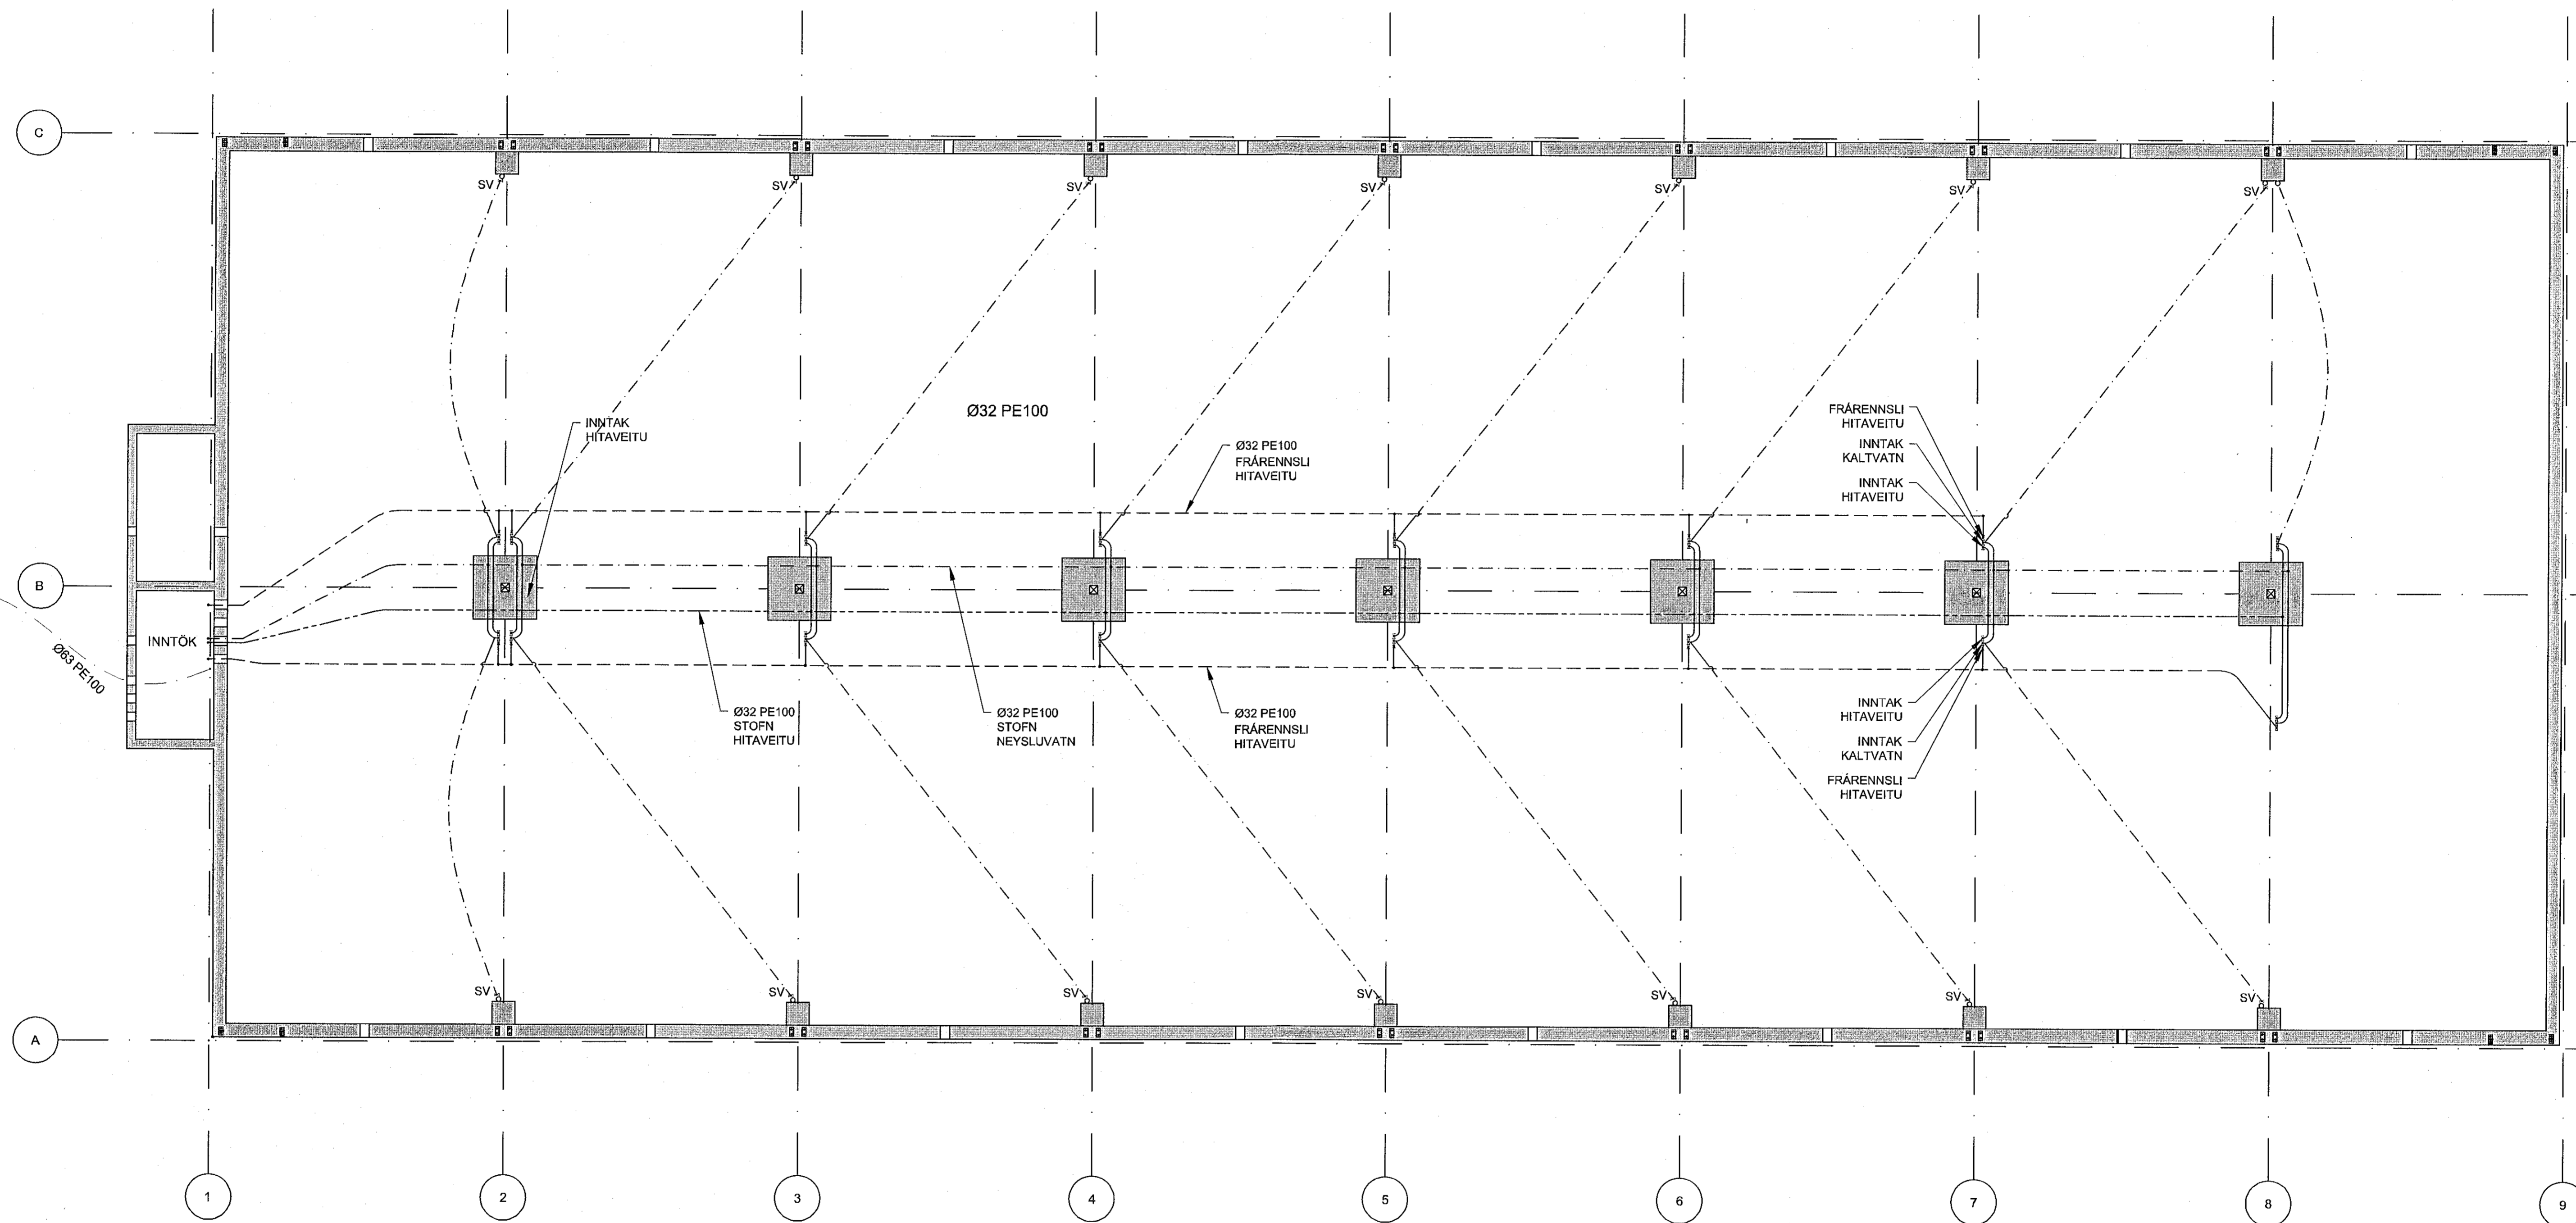 C
SV
SV
SV
SV
SV
SV
SV
Ø32 PE100
INNTAK
HITAVEITU
Ø32 PE100
FRÁRENNSLI
HITAVEITU
FRÁRENNSLI
HITAVEITU
INNTAK
KALTVATN
INNTAK
HITAVEITU
B
INNTÖK
Ø63 PE100
Ø32 PE100
STOFN
HITAVEITU
Ø32 PE100
STOFN
NEYSLUVATN
Ø32 PE100
FRÁRENNSLI
HITAVEITU
INNTAK
HITAVEITU
INNTAK
KALTVATN
FRÁRENNSLI
HITAVEITU
SV
SV
SV
SV
SV
SV
SV
A
1
2
3
4
5
6
7
8
9